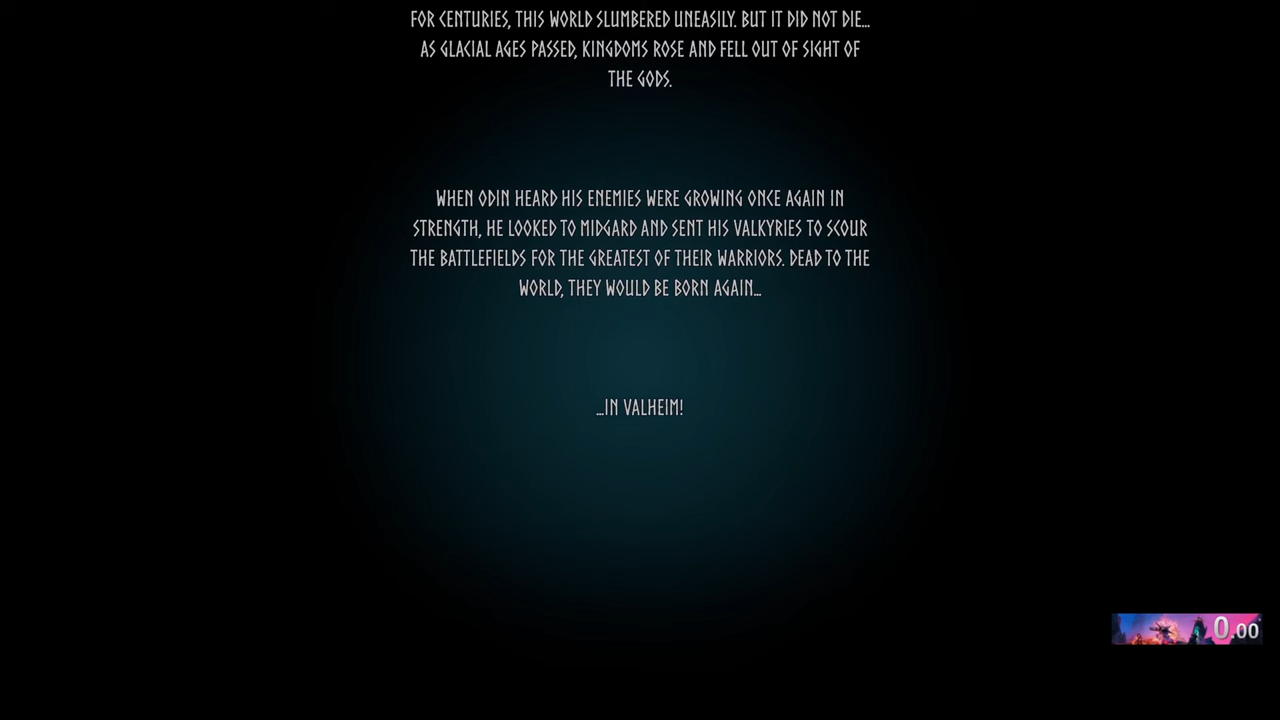 FOR CENTURIES, THIS WORLD SLUMBERED UNEASILY. BUT IT DID NOT DIE...
AS GLACIAL AGES PASSED, KINGDOMS ROSE AND FELL OUT OF SIGHT OF
THE GODS.
WHEN ODIN HEARD HIS ENEMIES WERE GROWING ONCE AGAIN IN
STRENGTH, HE LOOKED TO MIDGARD AND SENT HIS VALKYRIES TO SCOUR
THE BATTLEFIELDS FOR THE GREATEST OF THEIR WARRIORS. DEAD TO THE
WORLD, THEY WOULD BE BORN AGAIN...
...IN VALHEIM!
0.00